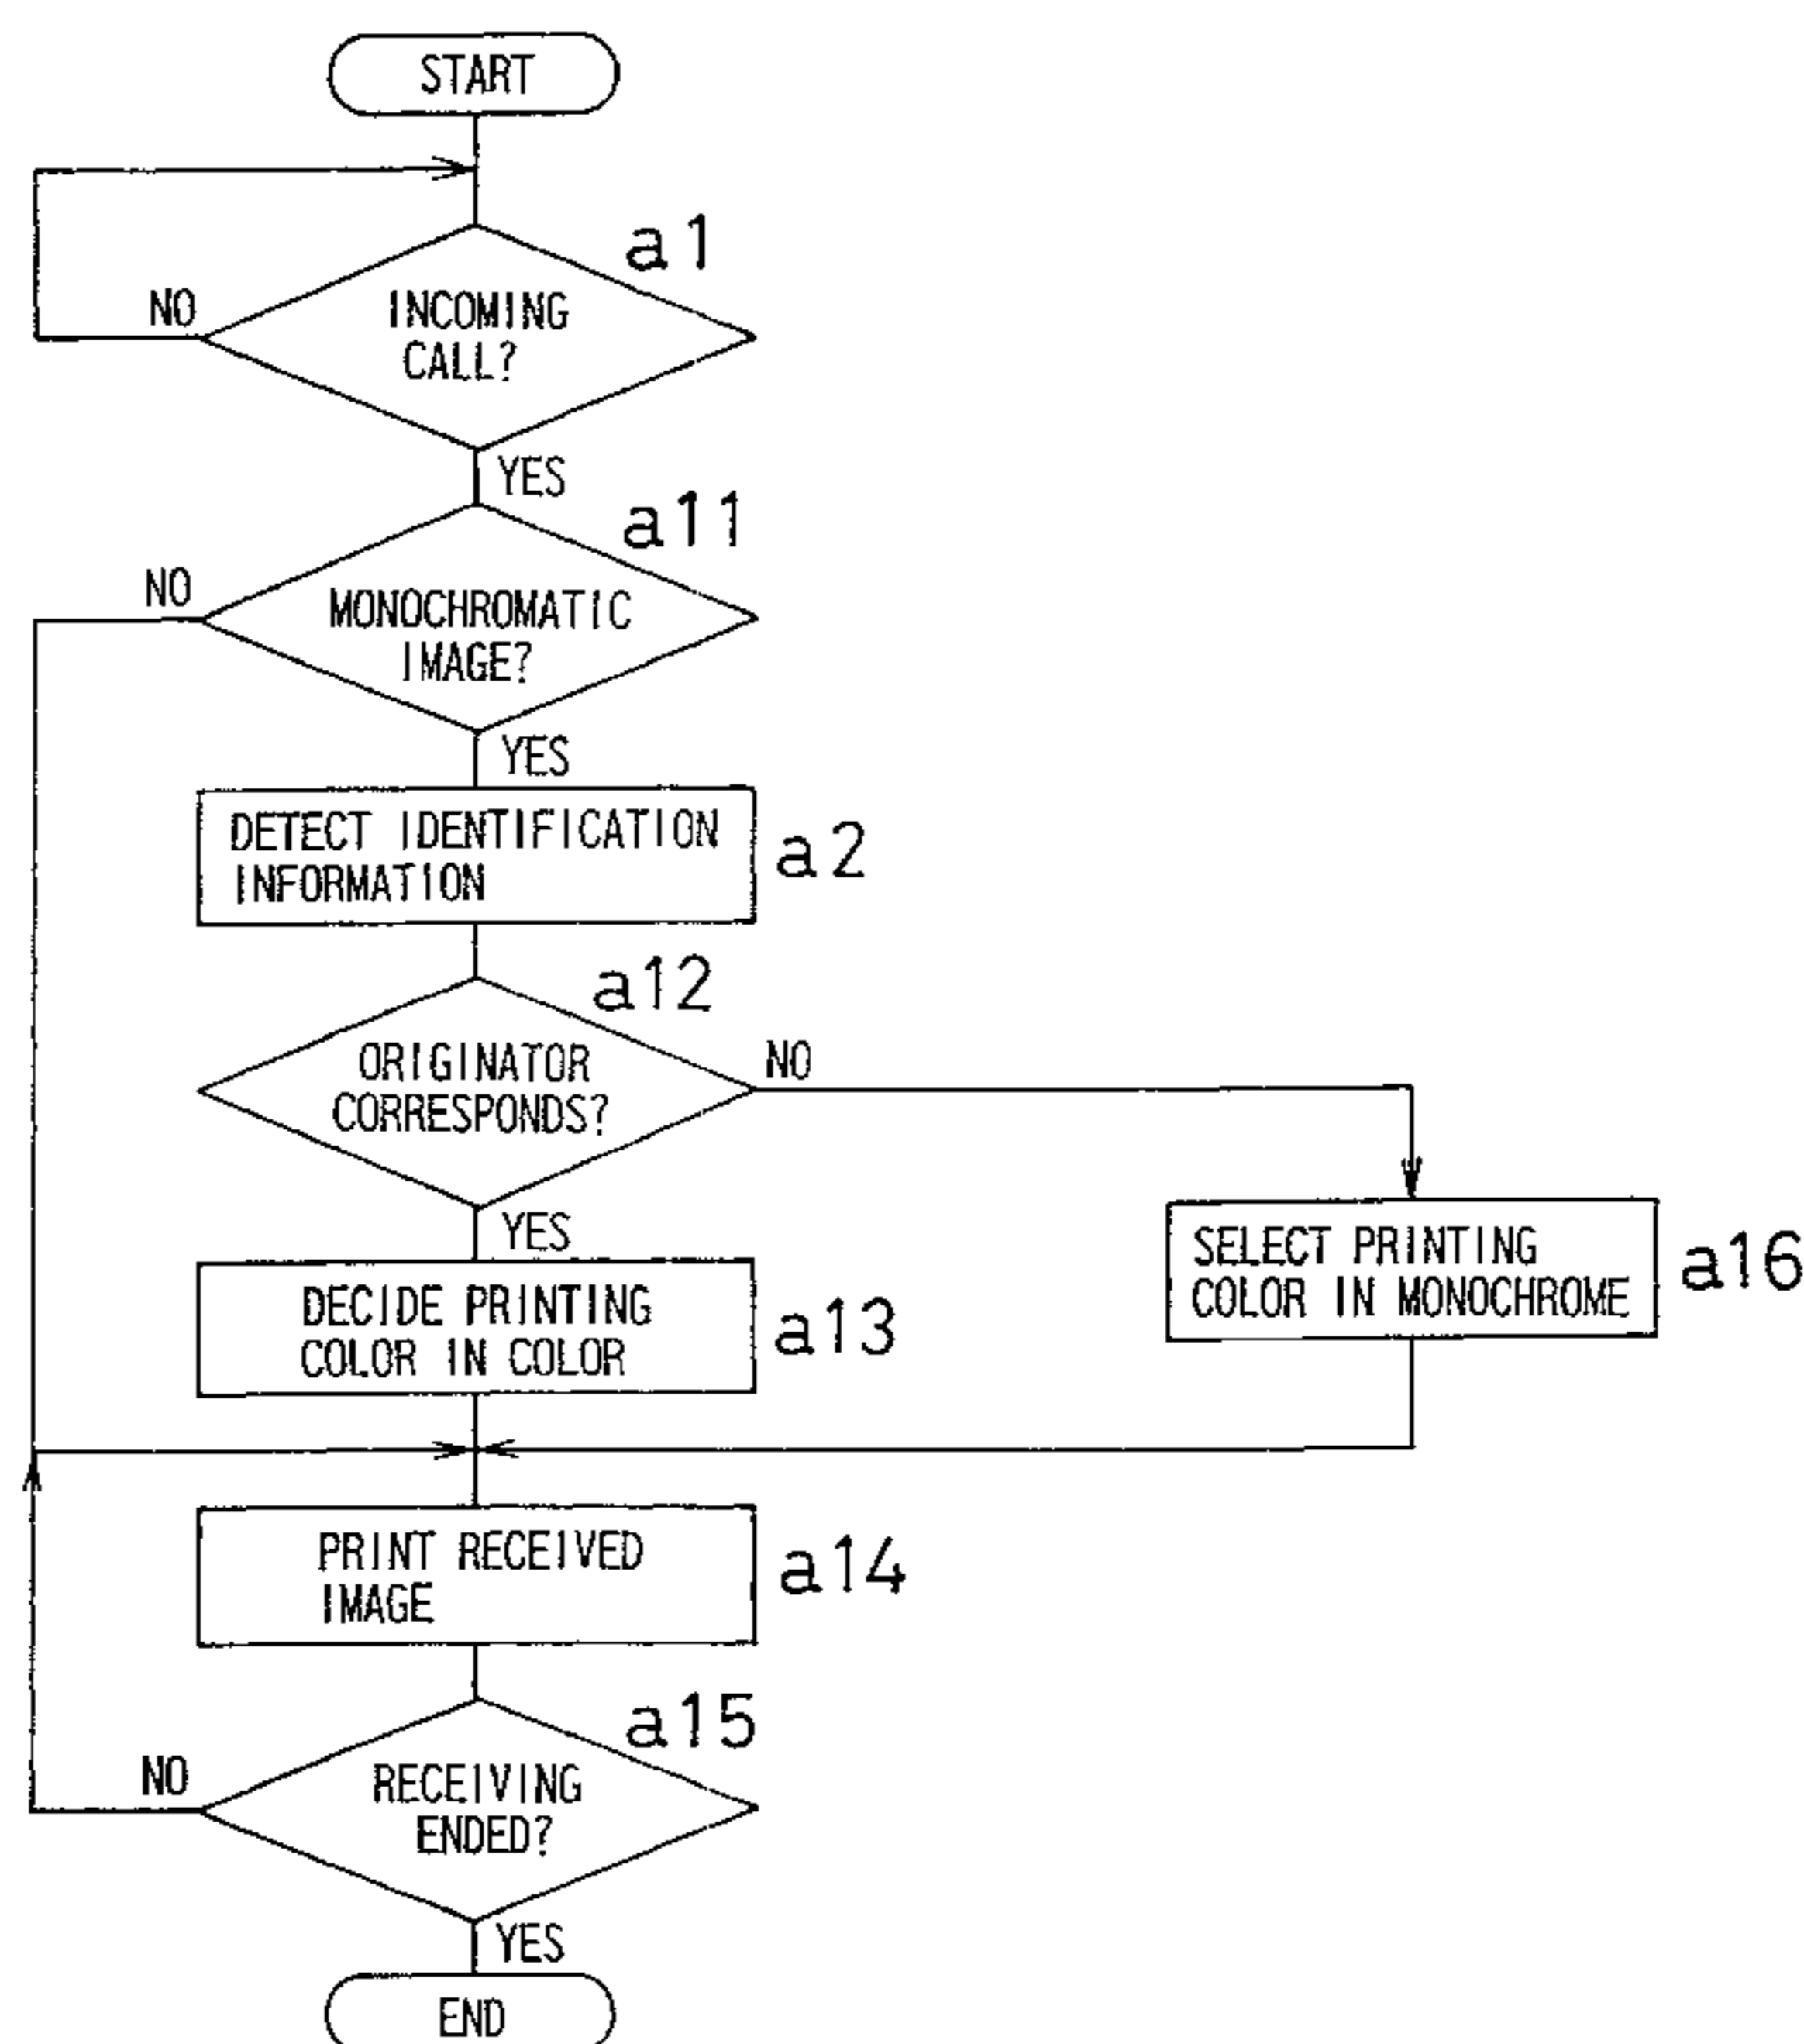 START
a1
NO
INCOMING
CALL?
YES
a11
NO
MONOCHROMATIC
IMAGE?
YES
DETECT IDENTIFICATION
INFORMATION
a2
a12
ORIGINATOR
CORRESPONDS?
NO
YES
SELECT PRINTING
COLOR IN MONOCHROME
a16
DECIDE PRINTING
COLOR IN COLOR
a13
PRINT RECEIVED
IMAGE
a14
a15
NO
RECEIVING
ENDED?
YES
END